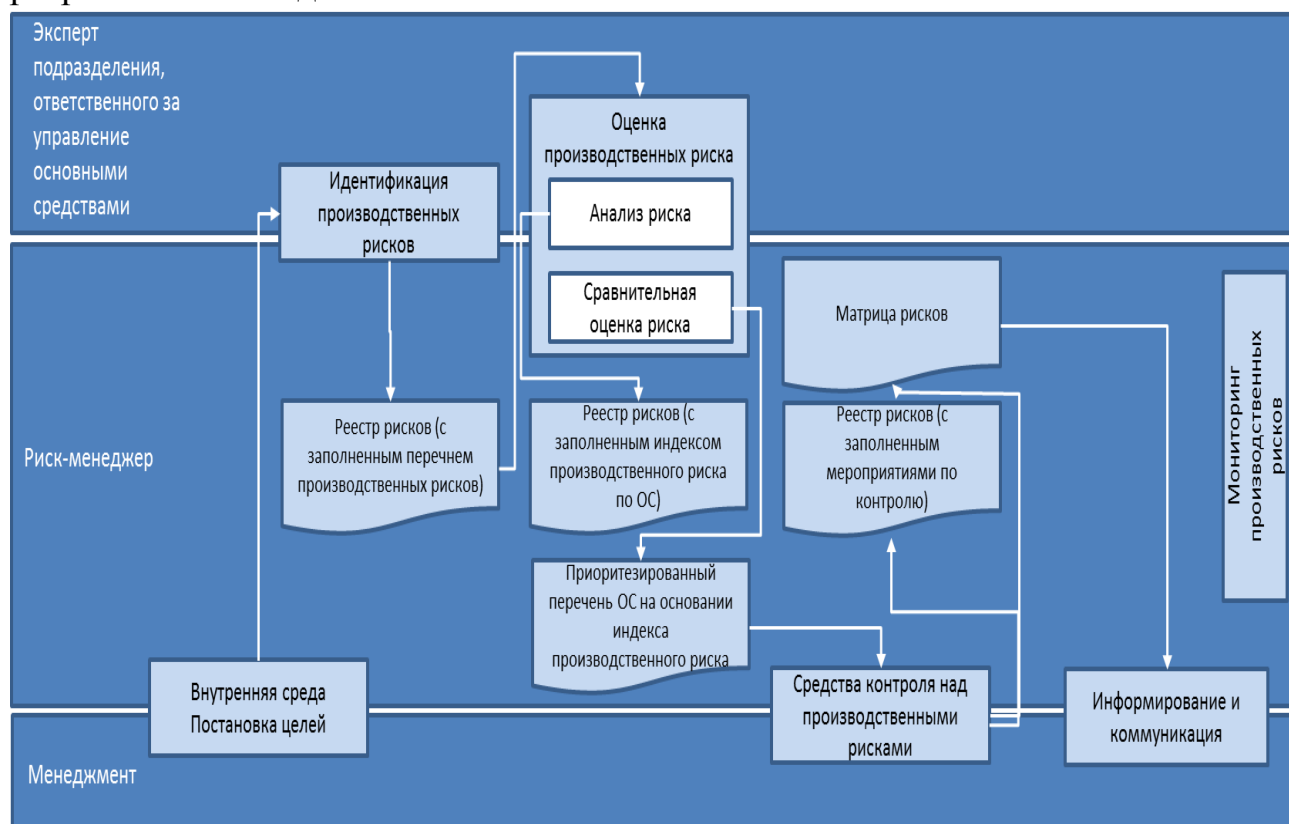 Эксперт
подразделения,
ответственного за
управление
основными
средствами
Идентификация
производственных
рисков
Оценка
производственных риска
Анализ риска
Сравнительная
оценка риска
Риск-менеджер
Реестр рисков (с
заполненным перечнем
производственных рисков)
Реестр рисков (с
заполненным индексом
производственного риска
по ОС)
Матрица рисков
Реестр рисков (с
заполненным
мероприятиями по
контролю)
Мониторинг
производственных
рисков
Приоритезированный
перечень ОС на основании
индекса
производственного риска
Внутренняя среда
Постановка целей
Средства контроля над
производственными
рисками
Информирование и
коммуникация
Менеджмент